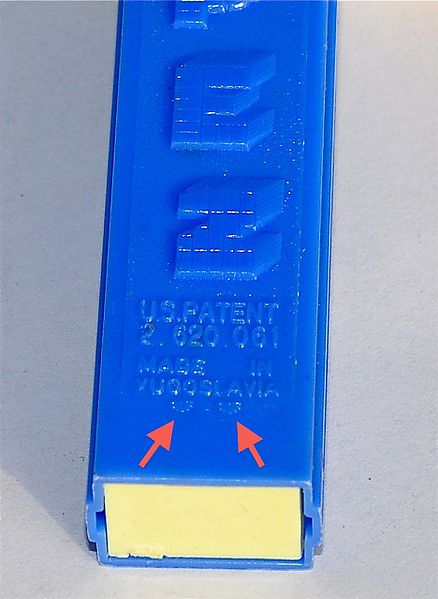 P
E
Z
U.S.PATENT
2.620.061
MADE IN
YUGOSLAVIA